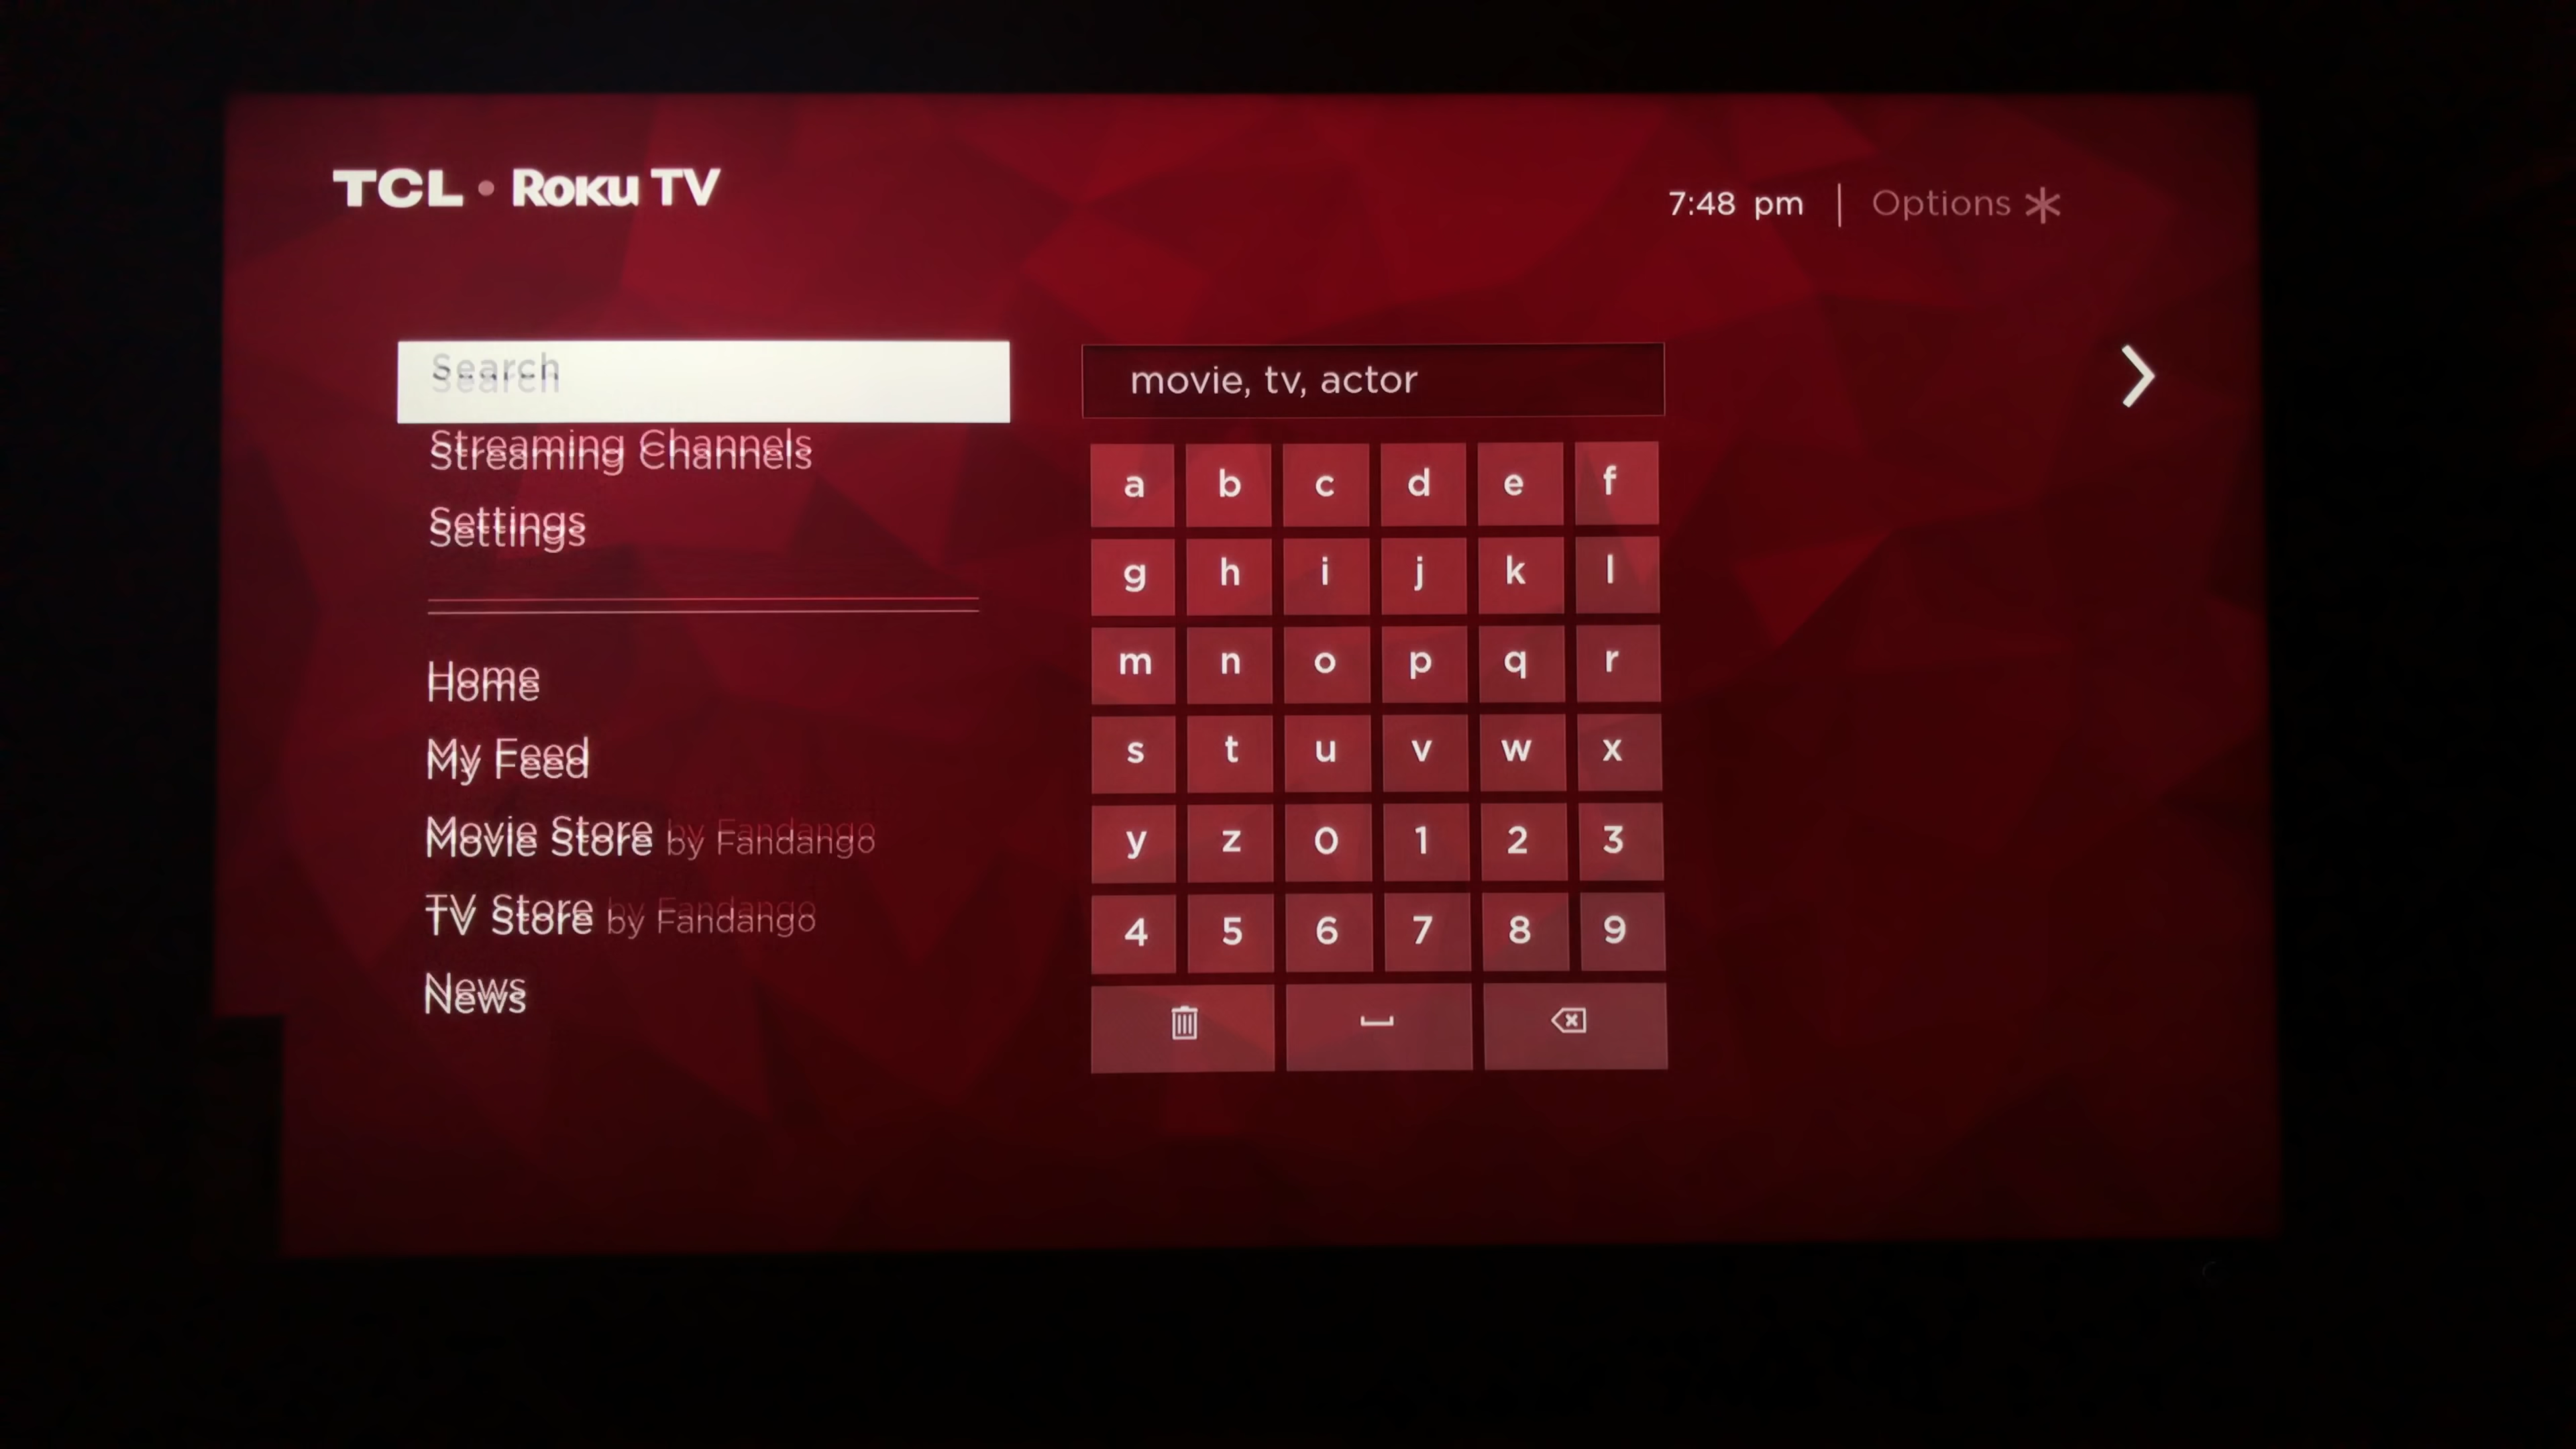 TCL • Roku TV
7:48 pm | Options *
Search
Streaming Channels
Settings
Home
My Feed
Movie Store by Fandango
TV Store by Fandango
News
movie, tv, actor
a b c d e f
g h i j k l
m n o p q r
s t u v w x
y z 0 1 2 3
4 5 6 7 8 9